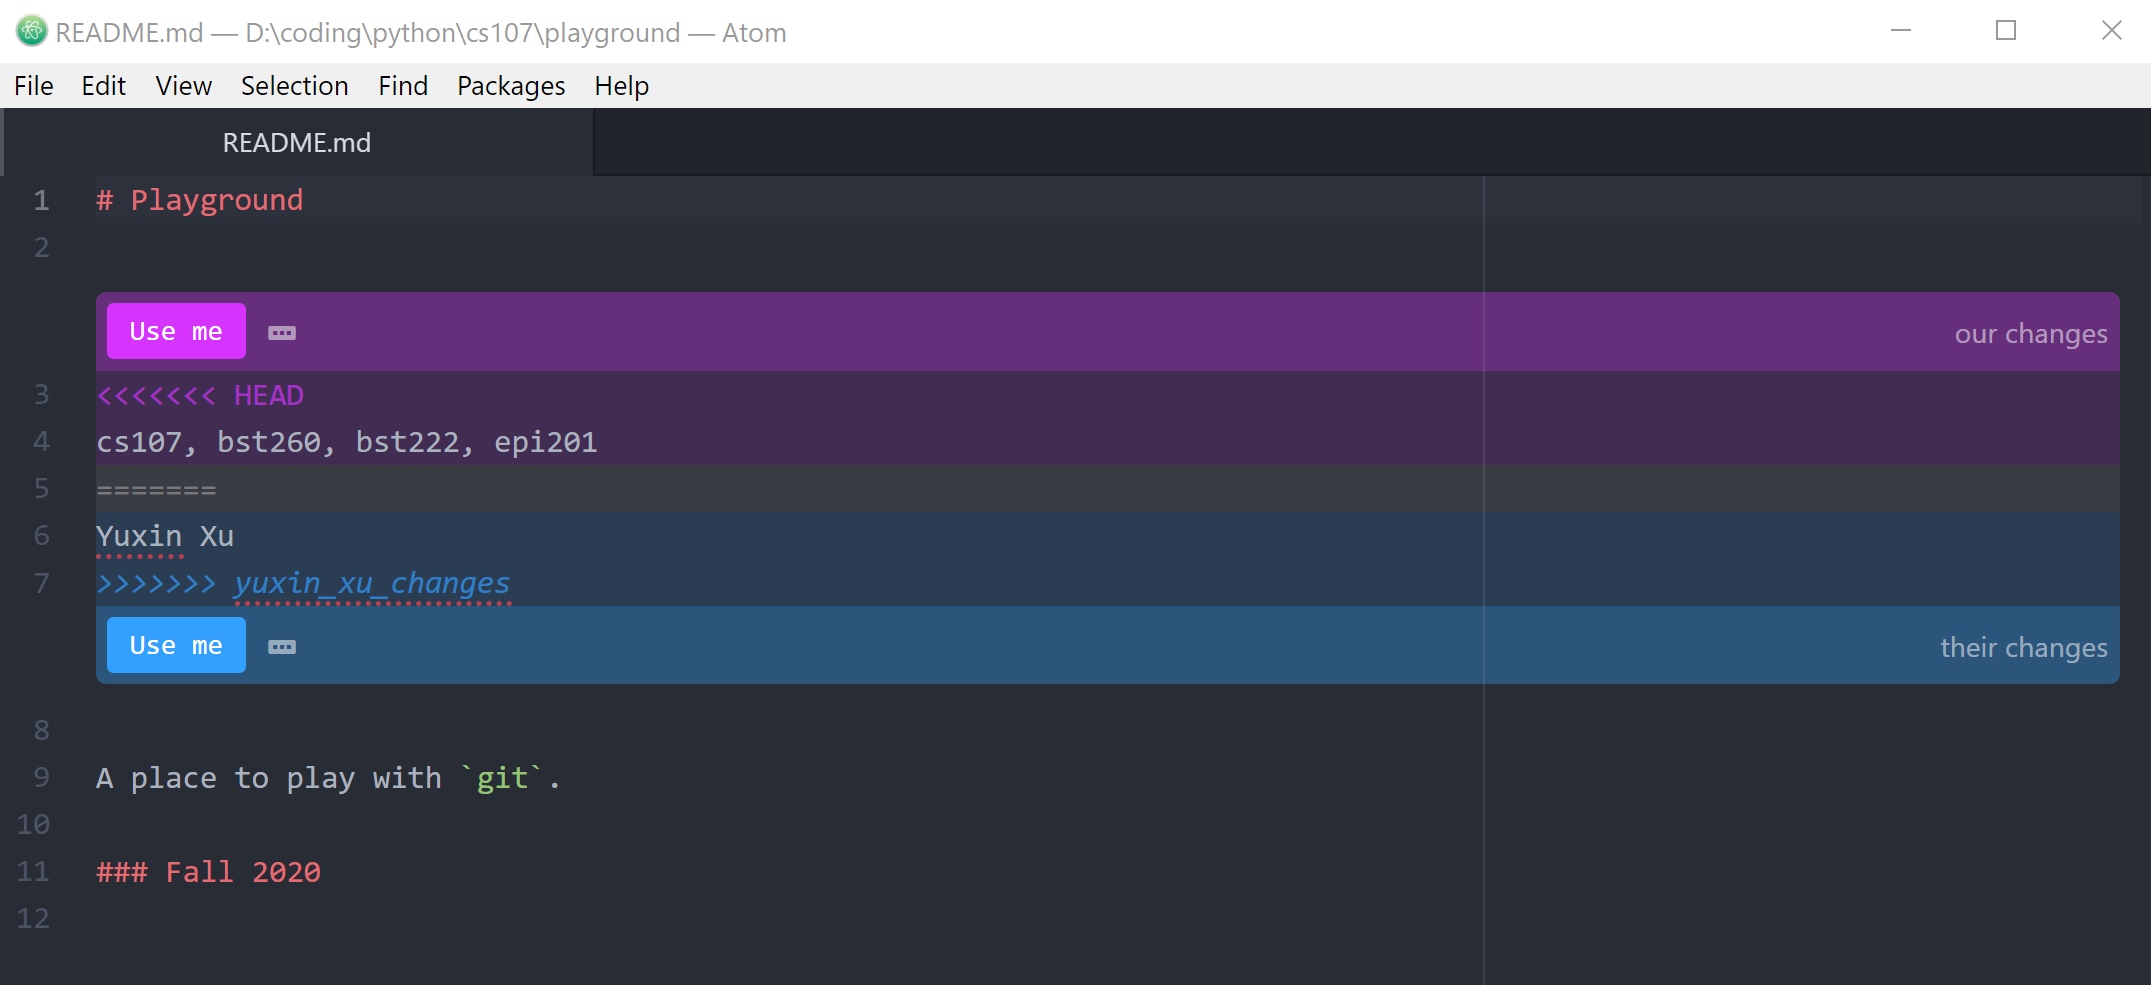 README.md — D:\coding\python\cs107\playground — Atom
File Edit View Selection Find Packages Help
README.md
1 # Playground
2
Use me our changes
3 <<<<<<< HEAD
4 cs107, bst260, bst222, epi201
5 =======
6 Yuxin Xu
7 >>>>>>> yuxin_xu_changes
Use me their changes
8
9 A place to play with `git`.
10
11 ### Fall 2020
12